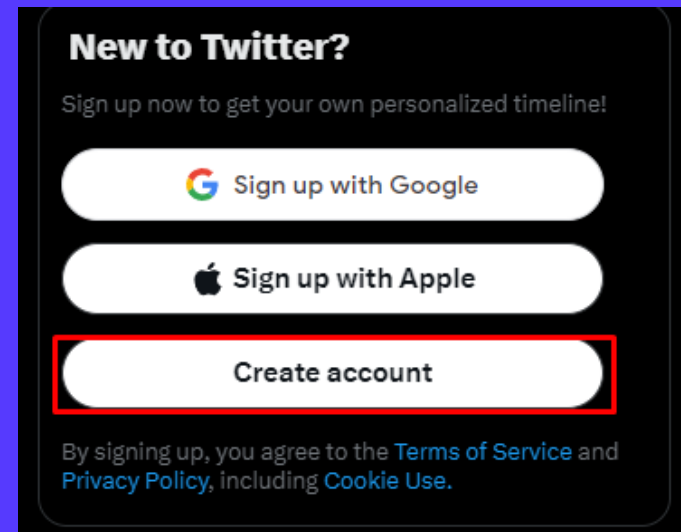 New to Twitter?
Sign up now to get your own personalized timeline!
Sign up with Google
Sign up with Apple
Create account
By signing up, you agree to the Terms of Service and
Privacy Policy, including Cookie Use.